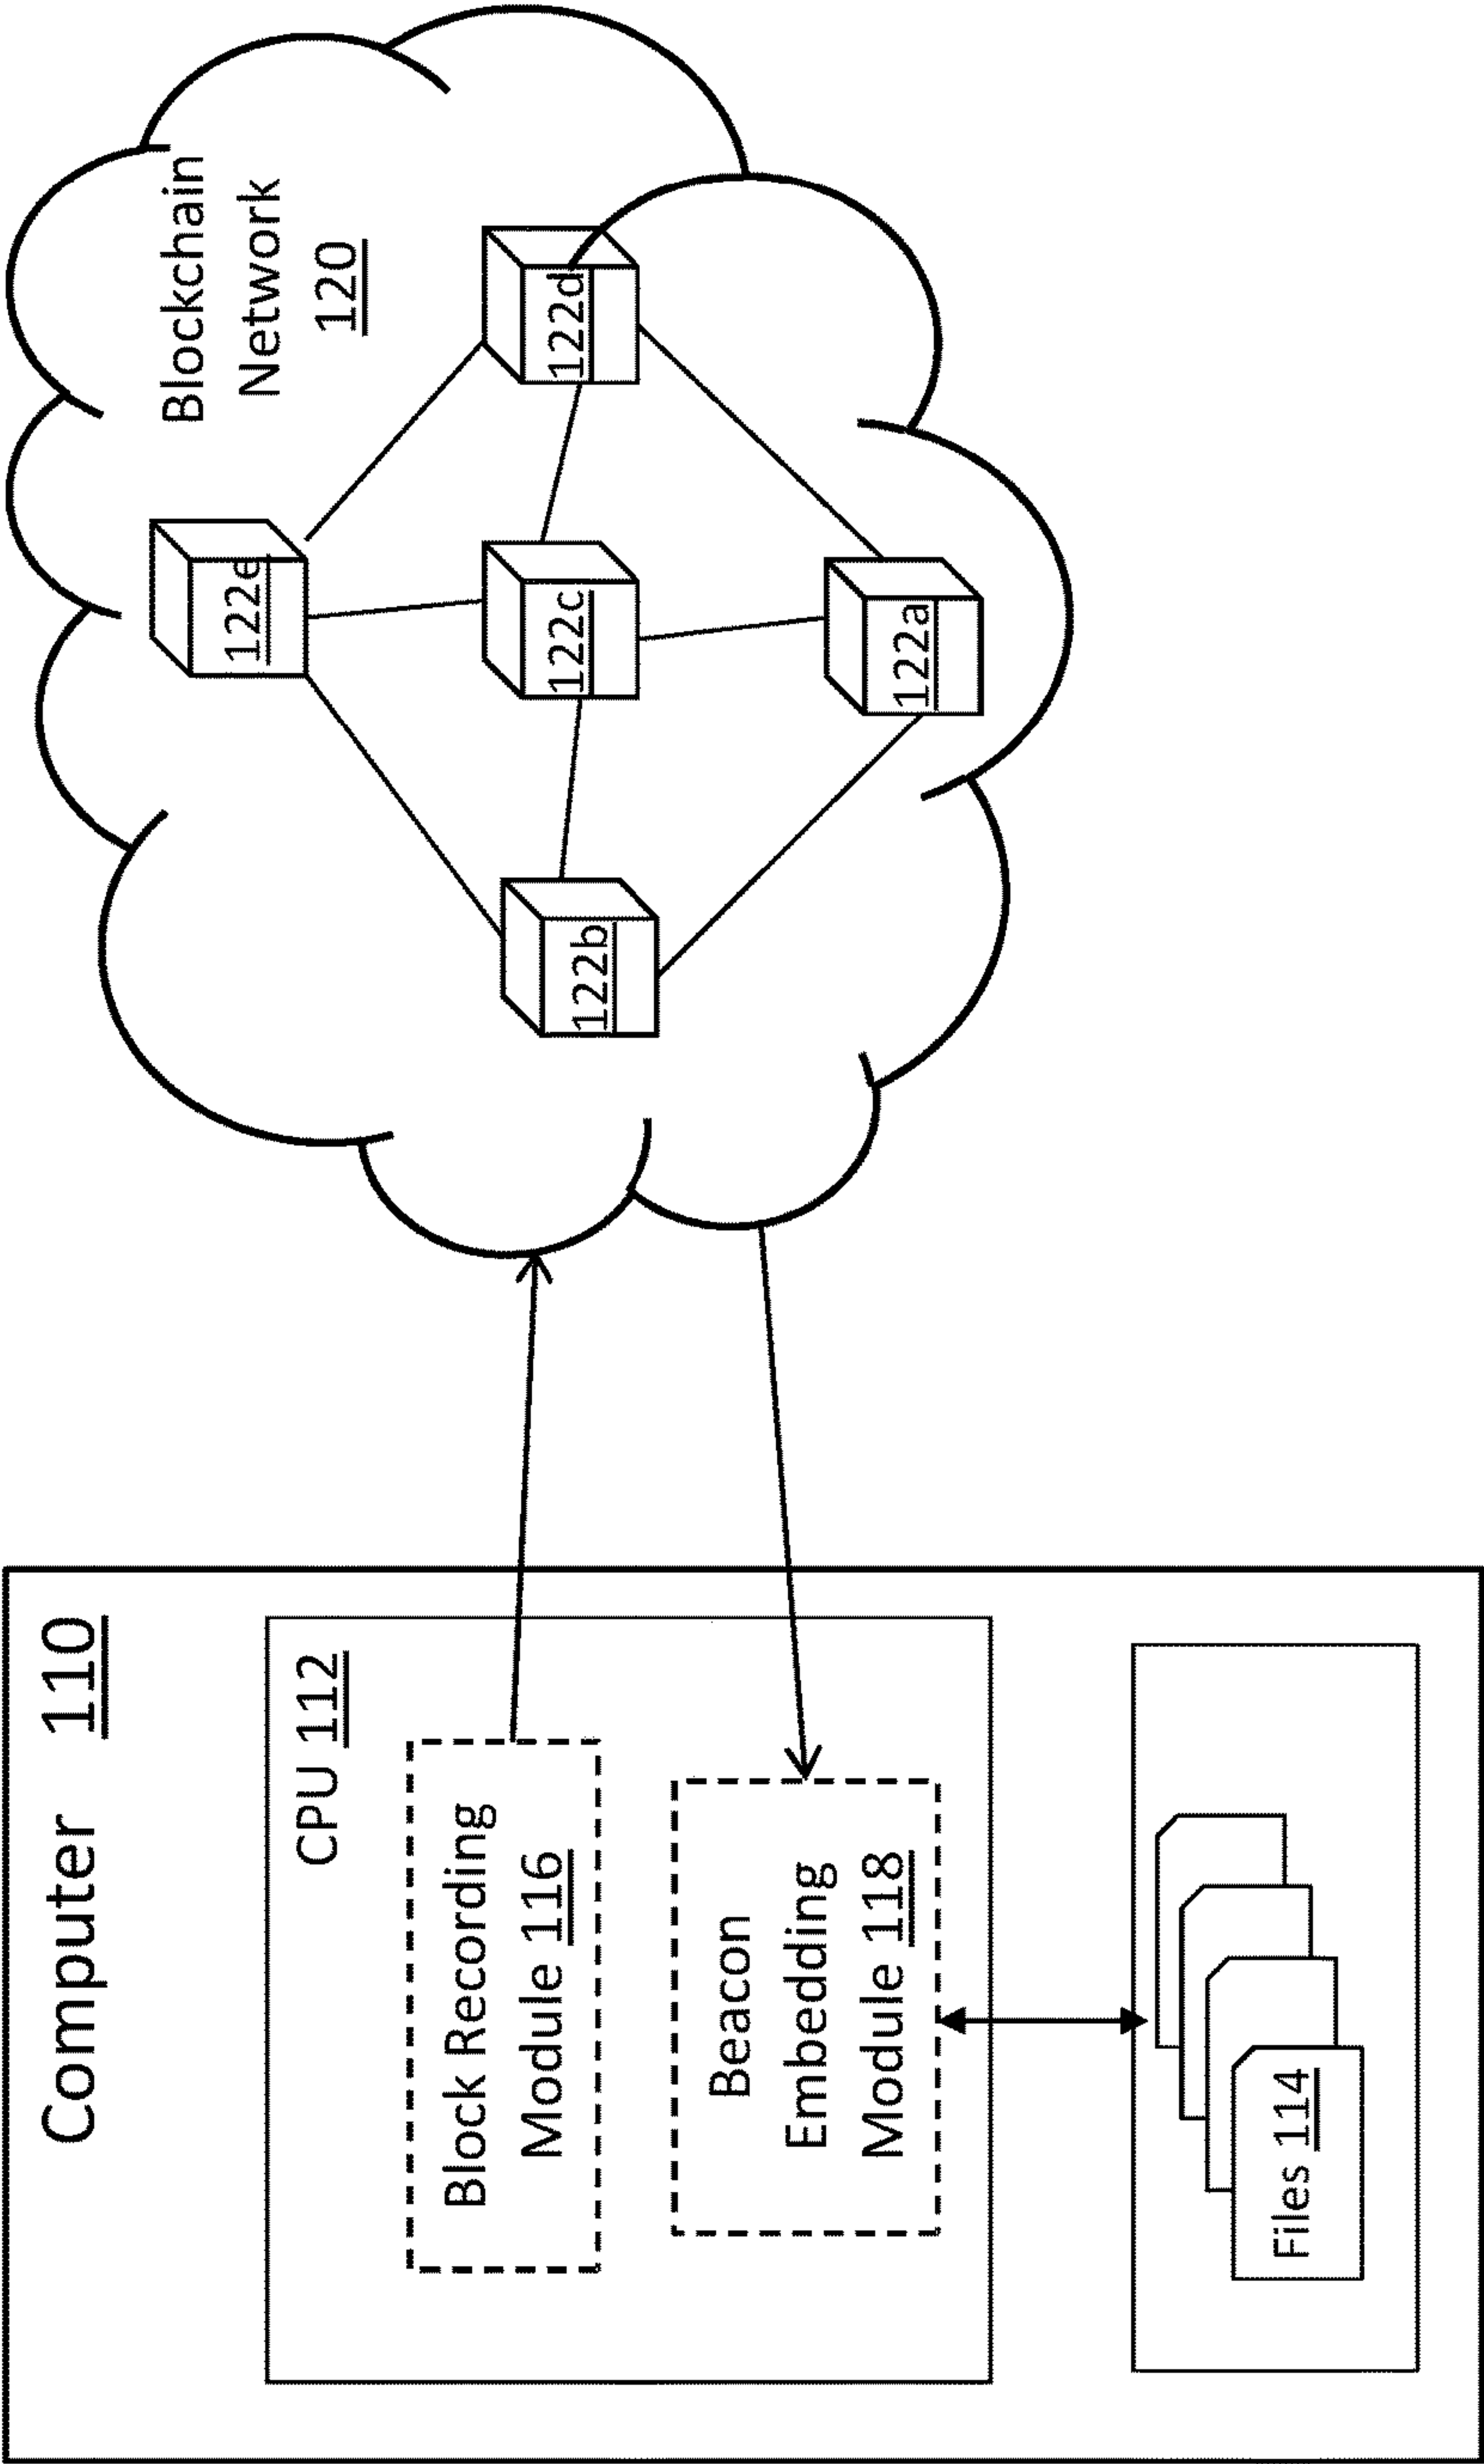 Computer 110
CPU 112
Block Recording
Module 116
Beacon
Embedding
Module 118
Files 114
Blockchain
Network
120
122e
122b
122c
122d
122a